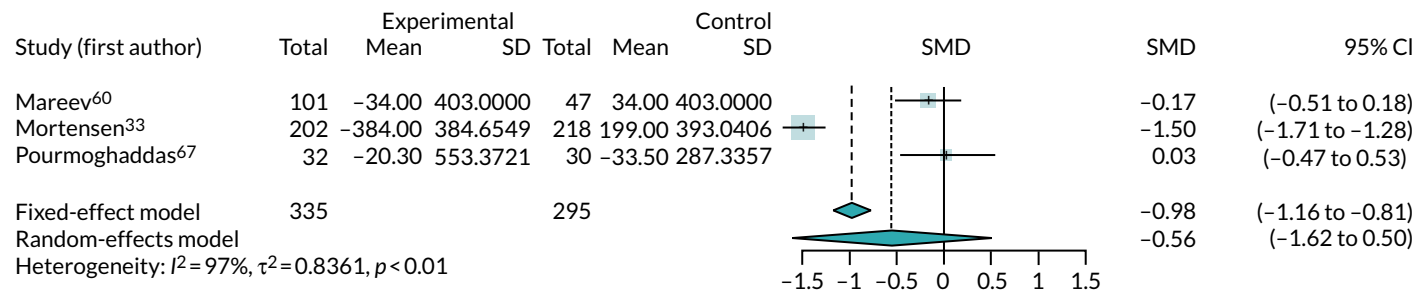 Experimental Control
Study (first author) Total Mean SD Total Mean SD SMD SMD 95% CI
Mareev60 101 −34.00 403.0000 47 34.00 403.0000 −0.17 (−0.51 to 0.18)
Mortensen33 202 −384.00 384.6549 218 199.00 393.0406 −1.50 (−1.71 to −1.28)
Pourmoghaddas67 32 −20.30 553.3721 30 −33.50 287.3357 0.03 (−0.47 to 0.53)
Fixed-effect model 335 295 −0.98 (−1.16 to −0.81)
Random-effects model −0.56 (−1.62 to 0.50)
Heterogeneity: I2 = 97%, τ2 = 0.8361, p < 0.01
−1.5 −1 −0.5 0 0.5 1 1.5